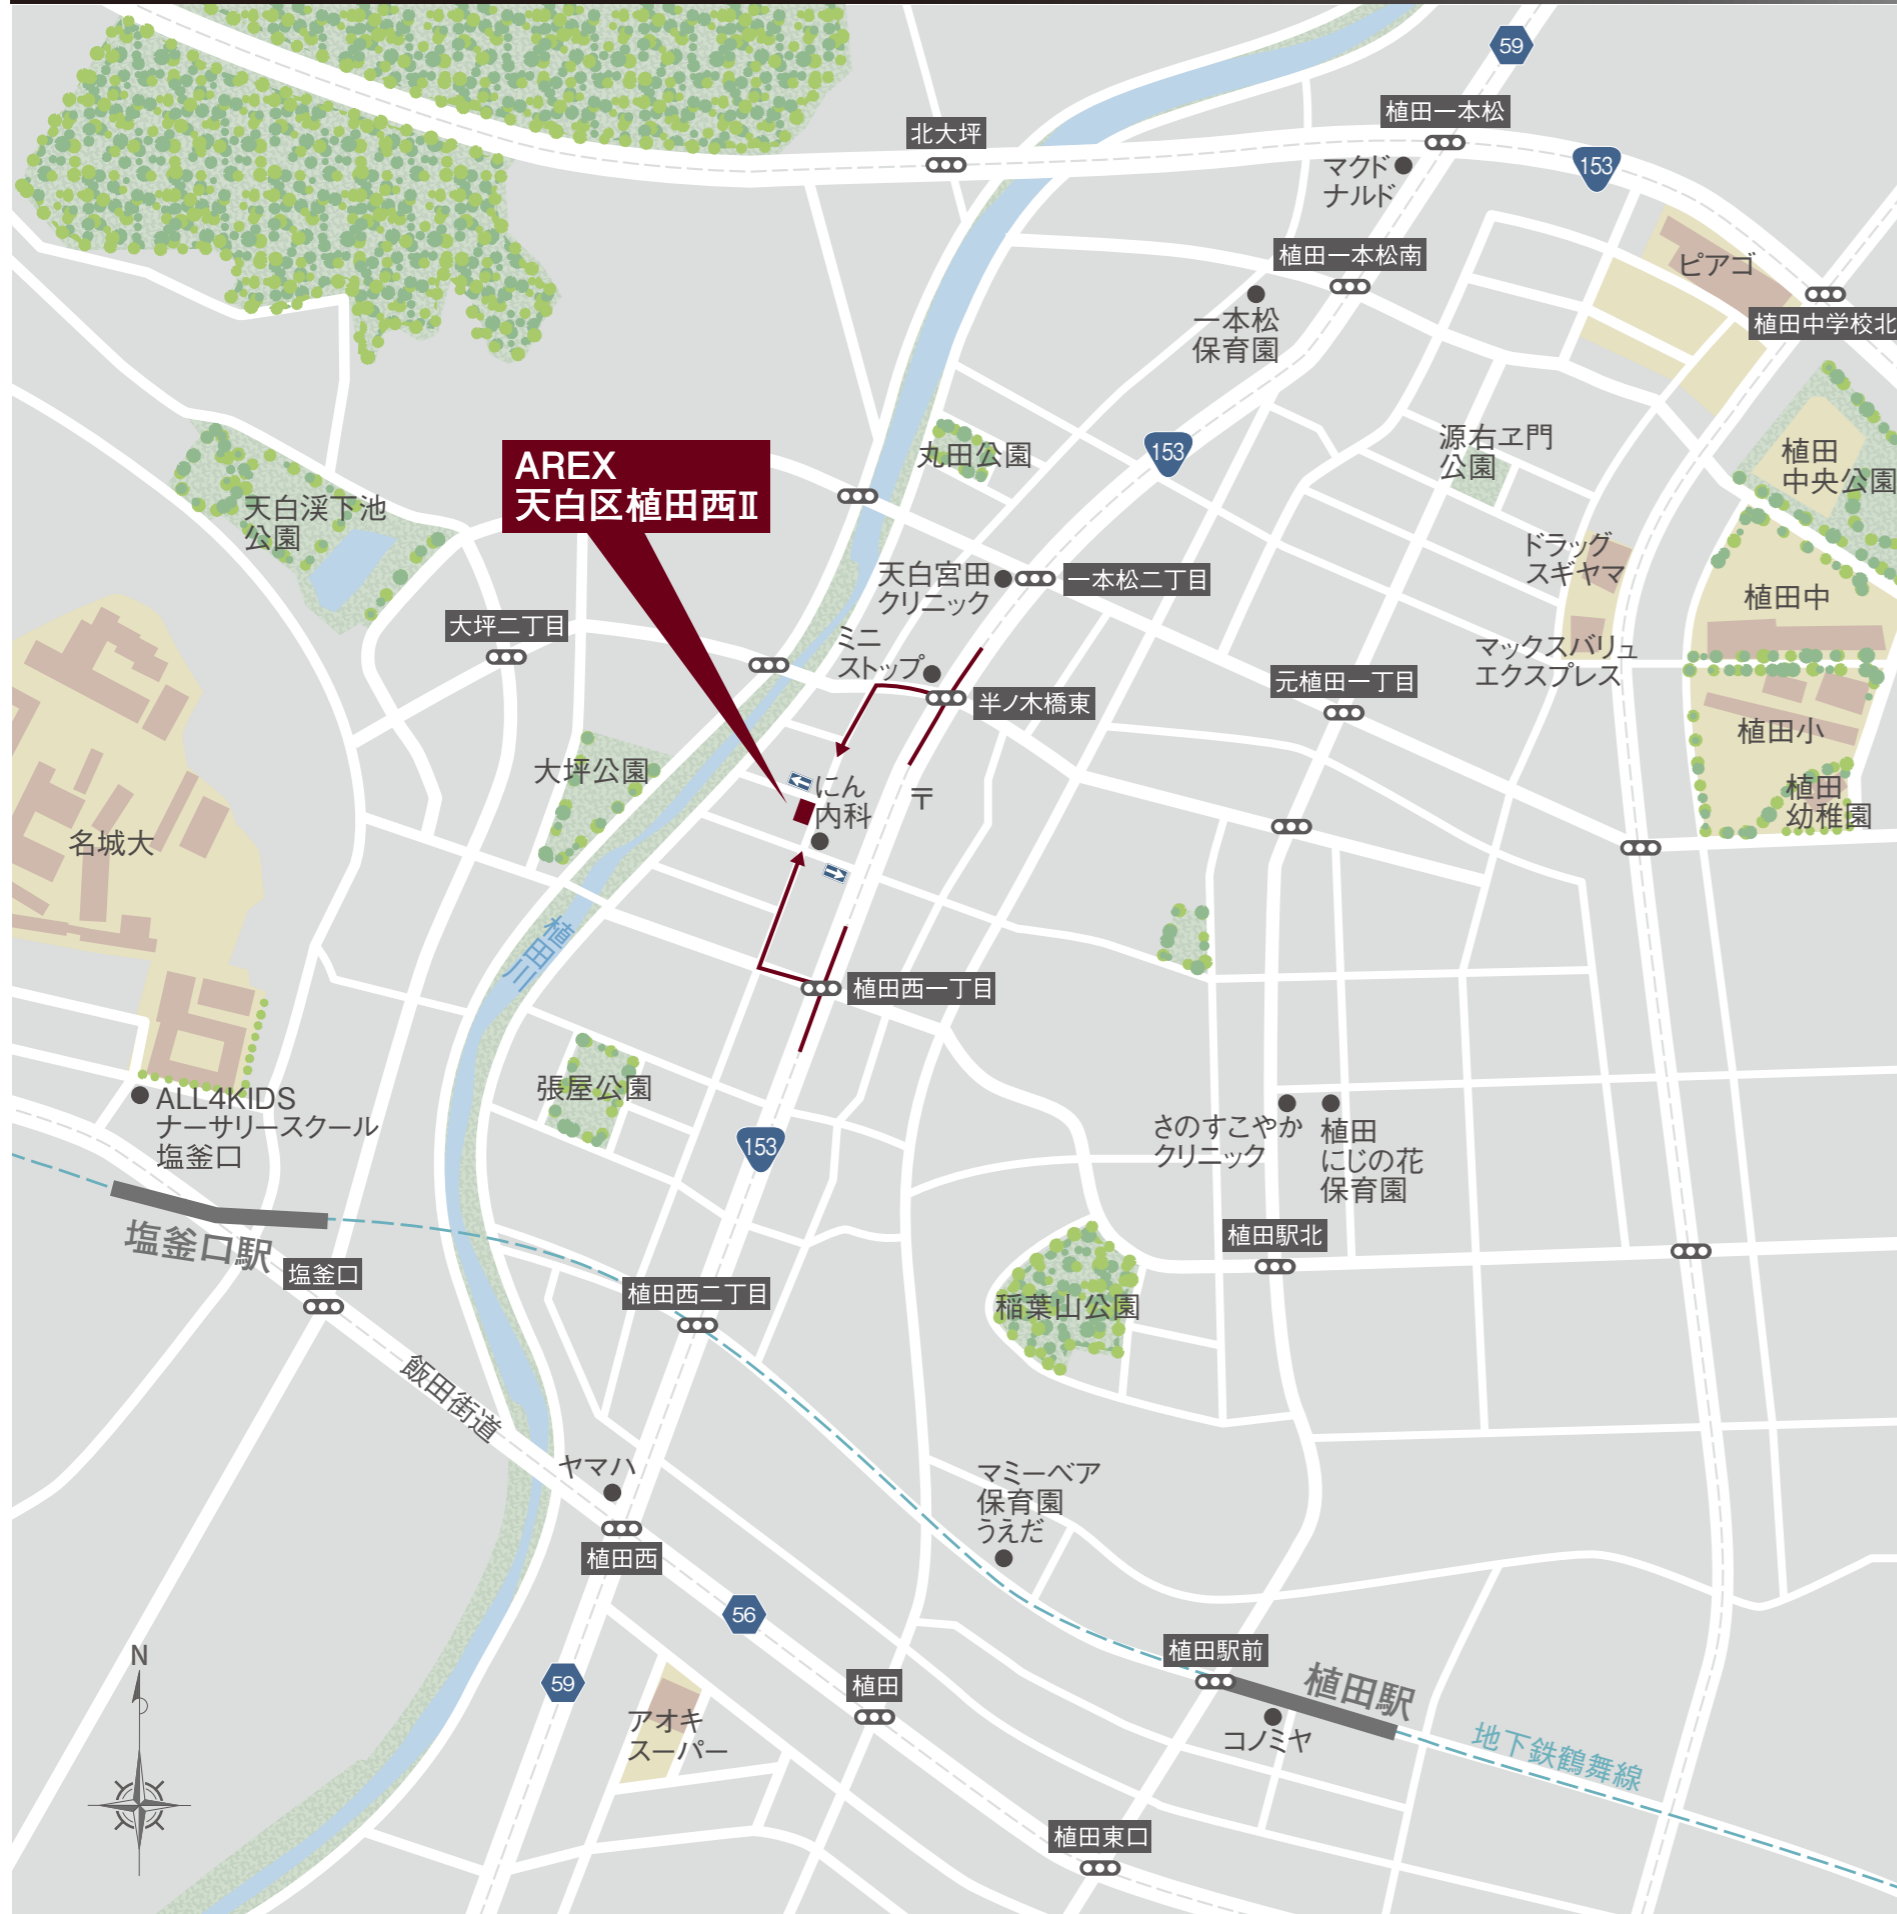 59
北大坪
植田一本松
マクド
ナルド
153
植田一本松南
ピアゴ
一本松
保育園
植田中学校北
丸田公園
153
源右ヱ門
公園
植田
中央公園
AREX
天白区植田西Ⅱ
天白渓下池
公園
ドラッグ
スギヤマ
天白宮田
クリニック
一本松二丁目
植田中
大坪二丁目
ミニ
ストップ
マックスバリュ
エクスプレス
元植田一丁目
半ノ木橋東
植田小
大坪公園
にん
内科
〒
植田
幼稚園
名城大
植田川
植田西一丁目
張屋公園
ALL4KIDS
ナーサリースクール
塩釜口
153
さのすこやか
クリニック
植田
にじの花
保育園
塩釜口駅
塩釜口
植田駅北
植田西二丁目
稲葉山公園
飯田街道
ヤマハ
マミーベア
保育園
うえだ
植田西
56
N
59
植田駅前
植田駅
植田
アオキ
スーパー
コノミヤ
地下鉄鶴舞線
植田東口